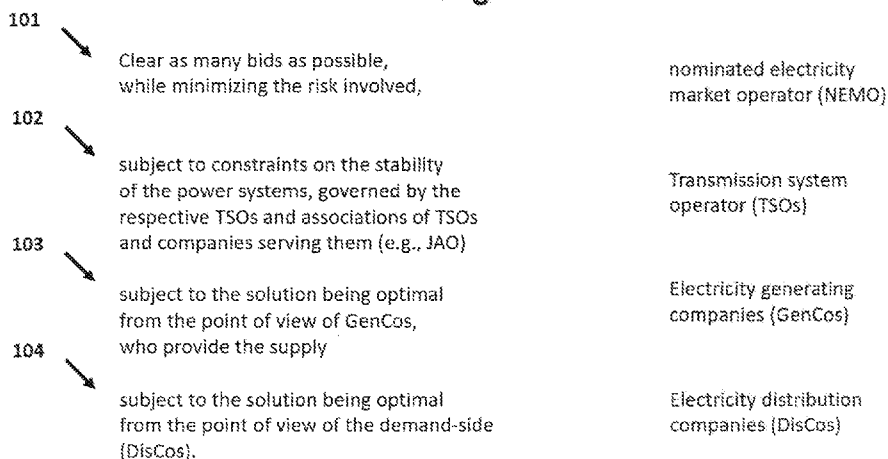 101
Clear as many bids as possible,
while minimizing the risk involved,
nominated electricity
market operator (NEMO)
102
subject to constraints on the stability
of the power systems, governed by the
respective TSOs and associations of TSOs
and companies serving them (e.g., JAO)
Transmission system
operator (TSOs)
103
subject to the solution being optimal
from the point of view of GenCos,
who provide the supply
Electricity generating
companies (GenCos)
104
subject to the solution being optimal
from the point of view of the demand-side
(DisCos).
Electricity distribution
companies (DisCos)